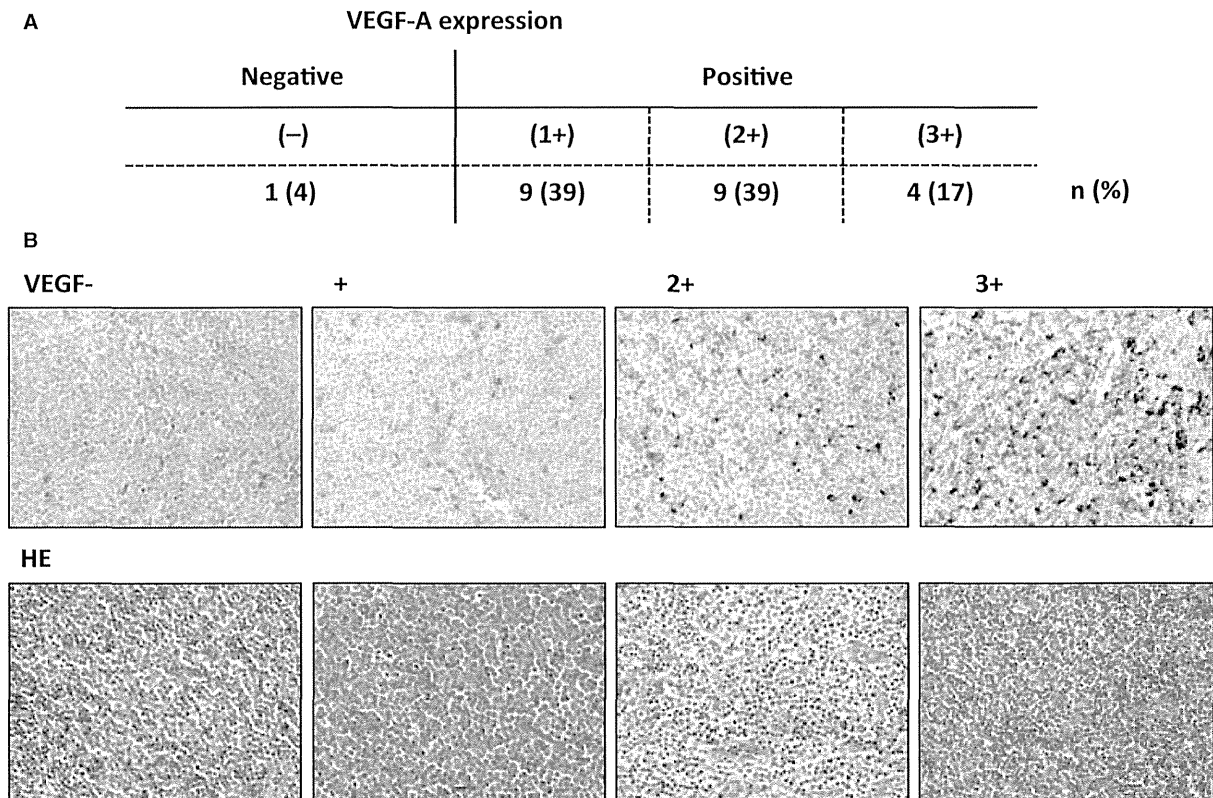 A
VEGF-A expression
Negative Positive
(–) (1+) (2+) (3+)
1 (4) 9 (39) 9 (39) 4 (17) n (%)
B
VEGF- + 2+ 3+
HE